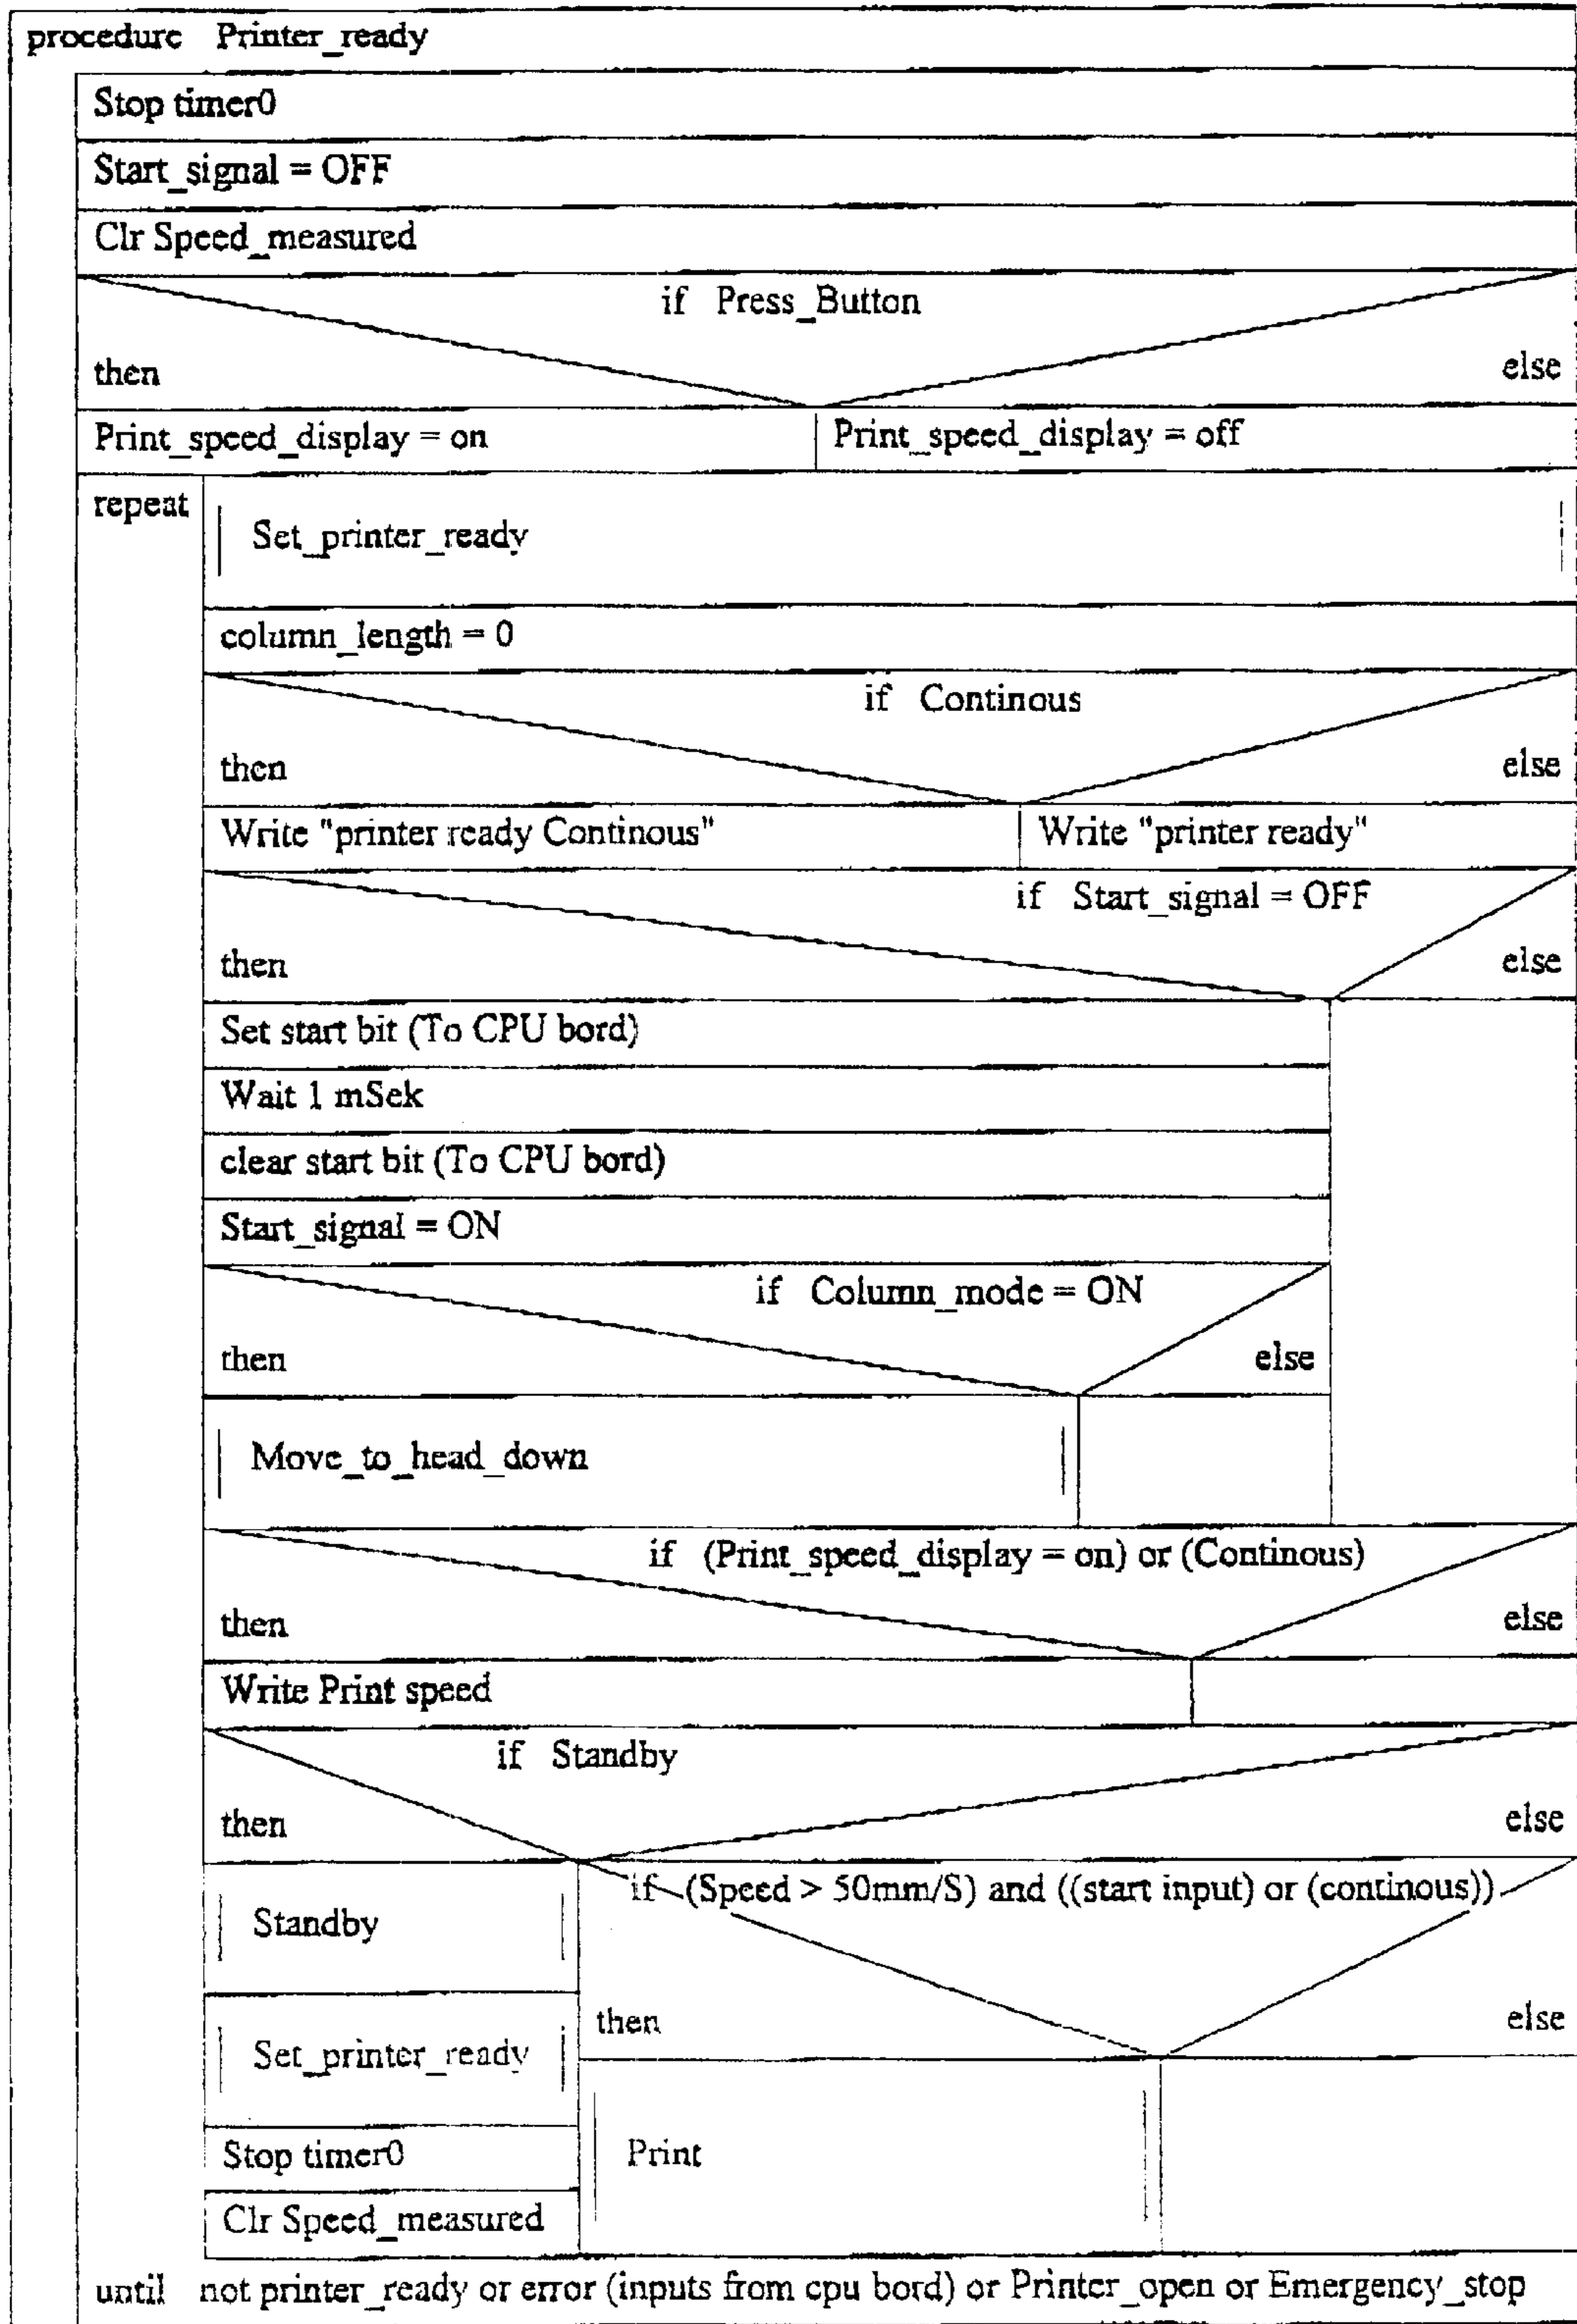 procedure Printer_ready
Stop timer0
Start_signal = OFF
Clr Speed_measured
if Press_Button
then else
Print_speed_display = on Print_speed_display = off
repeat Set_printer_ready
column_length = 0
if Continous
then else
Write "printer ready Continous" Write "printer ready"
if Start_signal = OFF
then else
Set start bit (To CPU bord)
Wait 1 mSek
clear start bit (To CPU bord)
Start_signal = ON
if Column_mode = ON
then else
Move_to_head_down
if (Print_speed_display = on) or (Continous)
then else
Write Print speed
if Standby
then else
if (Speed > 50mm/S) and ((start input) or (continous))
Standby
then else
Set_printer_ready
Stop timer0 Print
Clr Speed_measured
until not printer_ready or error (inputs from cpu bord) or Printer_open or Emergency_stop